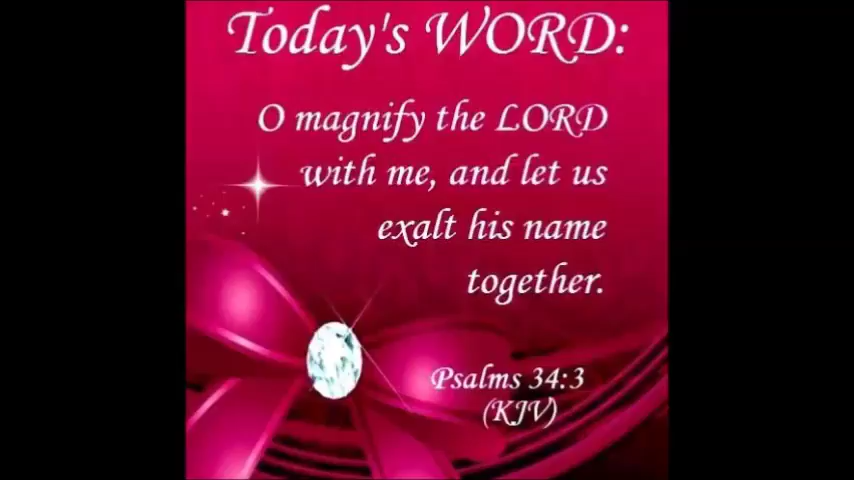 Today's WORD:
O magnify the LORD
with me, and let us
exalt his name
together.
Psalms 34:3
(KJV)